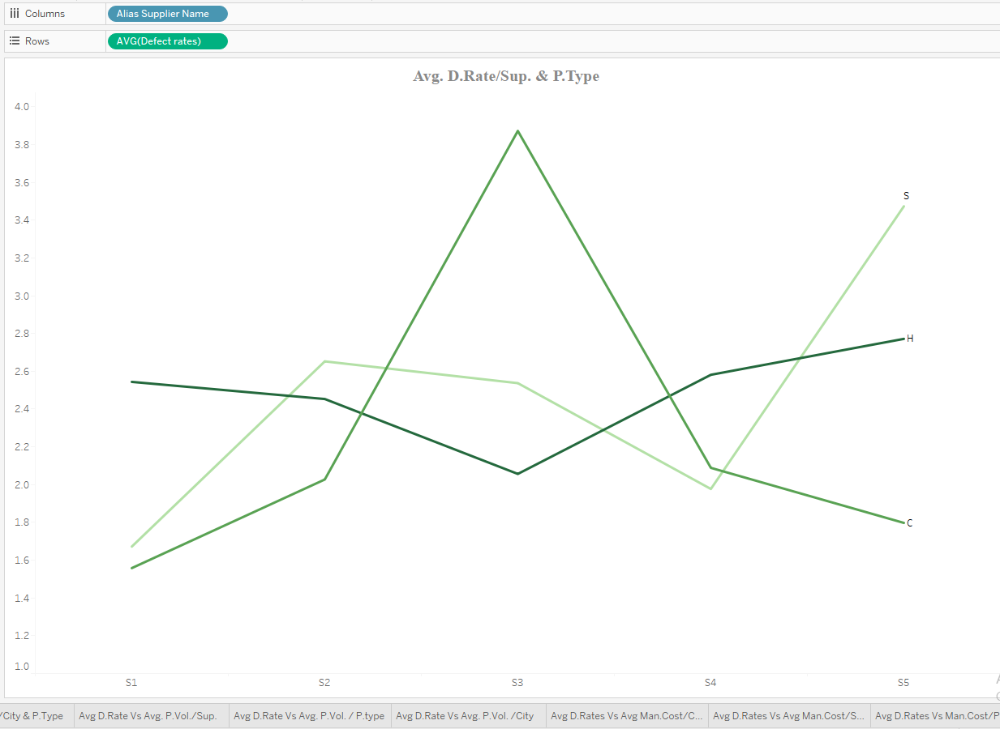 Columns
Alias Supplier Name
Rows
AVG(Defect rates)
Avg. D.Rate/Sup. & P.Type
4.0
3.8
3.6
3.4
3.2
3.0
2.8
2.6
2.4
2.2
2.0
1.8
1.6
1.4
1.2
1.0
S
H
C
S1 S2 S3 S4 S5
/City & P.Type Avg D.Rate Vs Avg. P.Vol./Sup. Avg D.Rate Vs Avg. P.Vol. / P.type Avg D.Rate Vs Avg. P.Vol. /City Avg D.Rates Vs Avg Man.Cost/C... Avg D.Rates Vs Avg Man.Cost/S... Avg D.Rates Vs Man.Cost/P